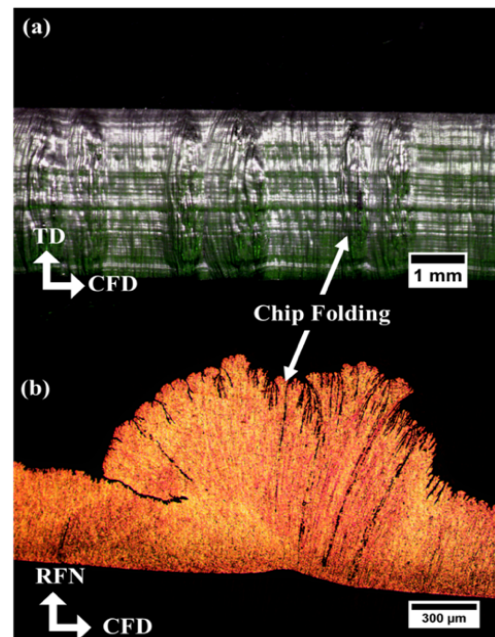 (a)
TD
CFD
1 mm
Chip Folding
(b)
RFN
CFD
300 µm